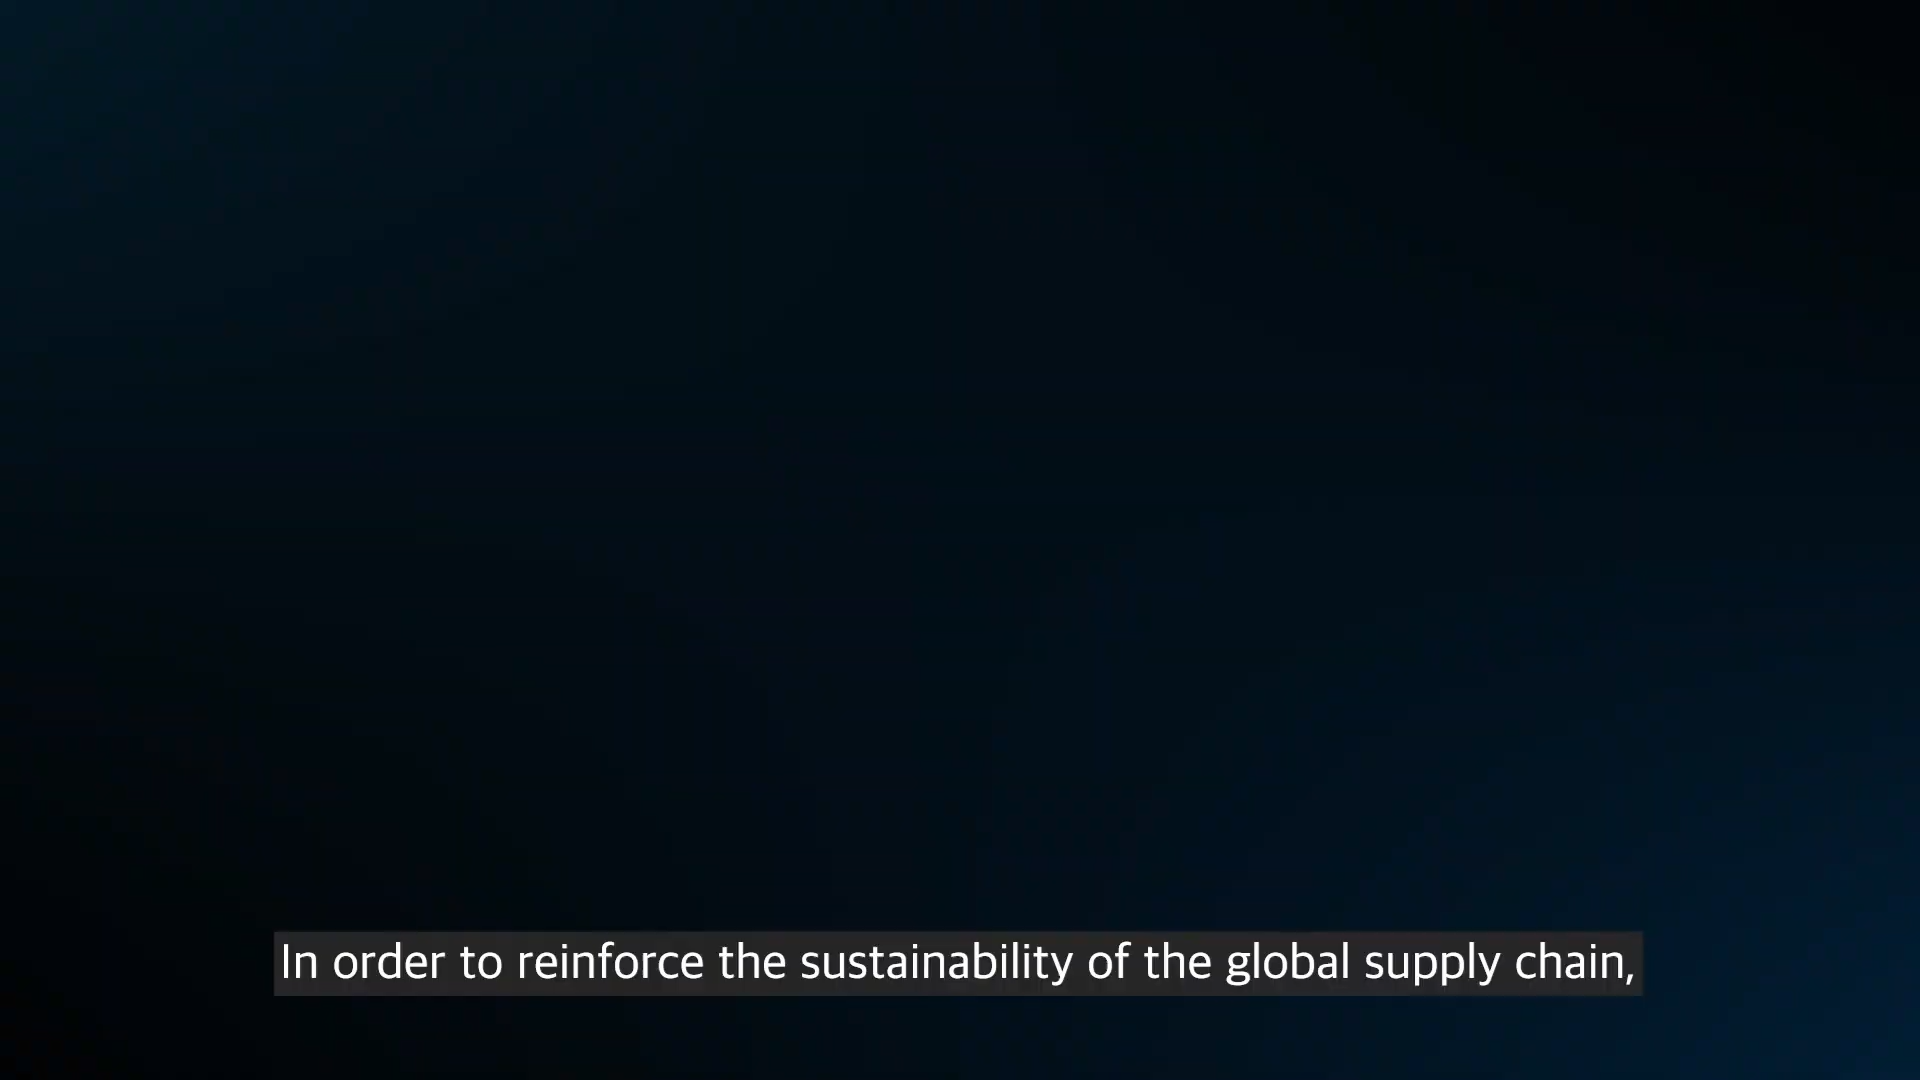 In order to reinforce the sustainability of the global supply chain,